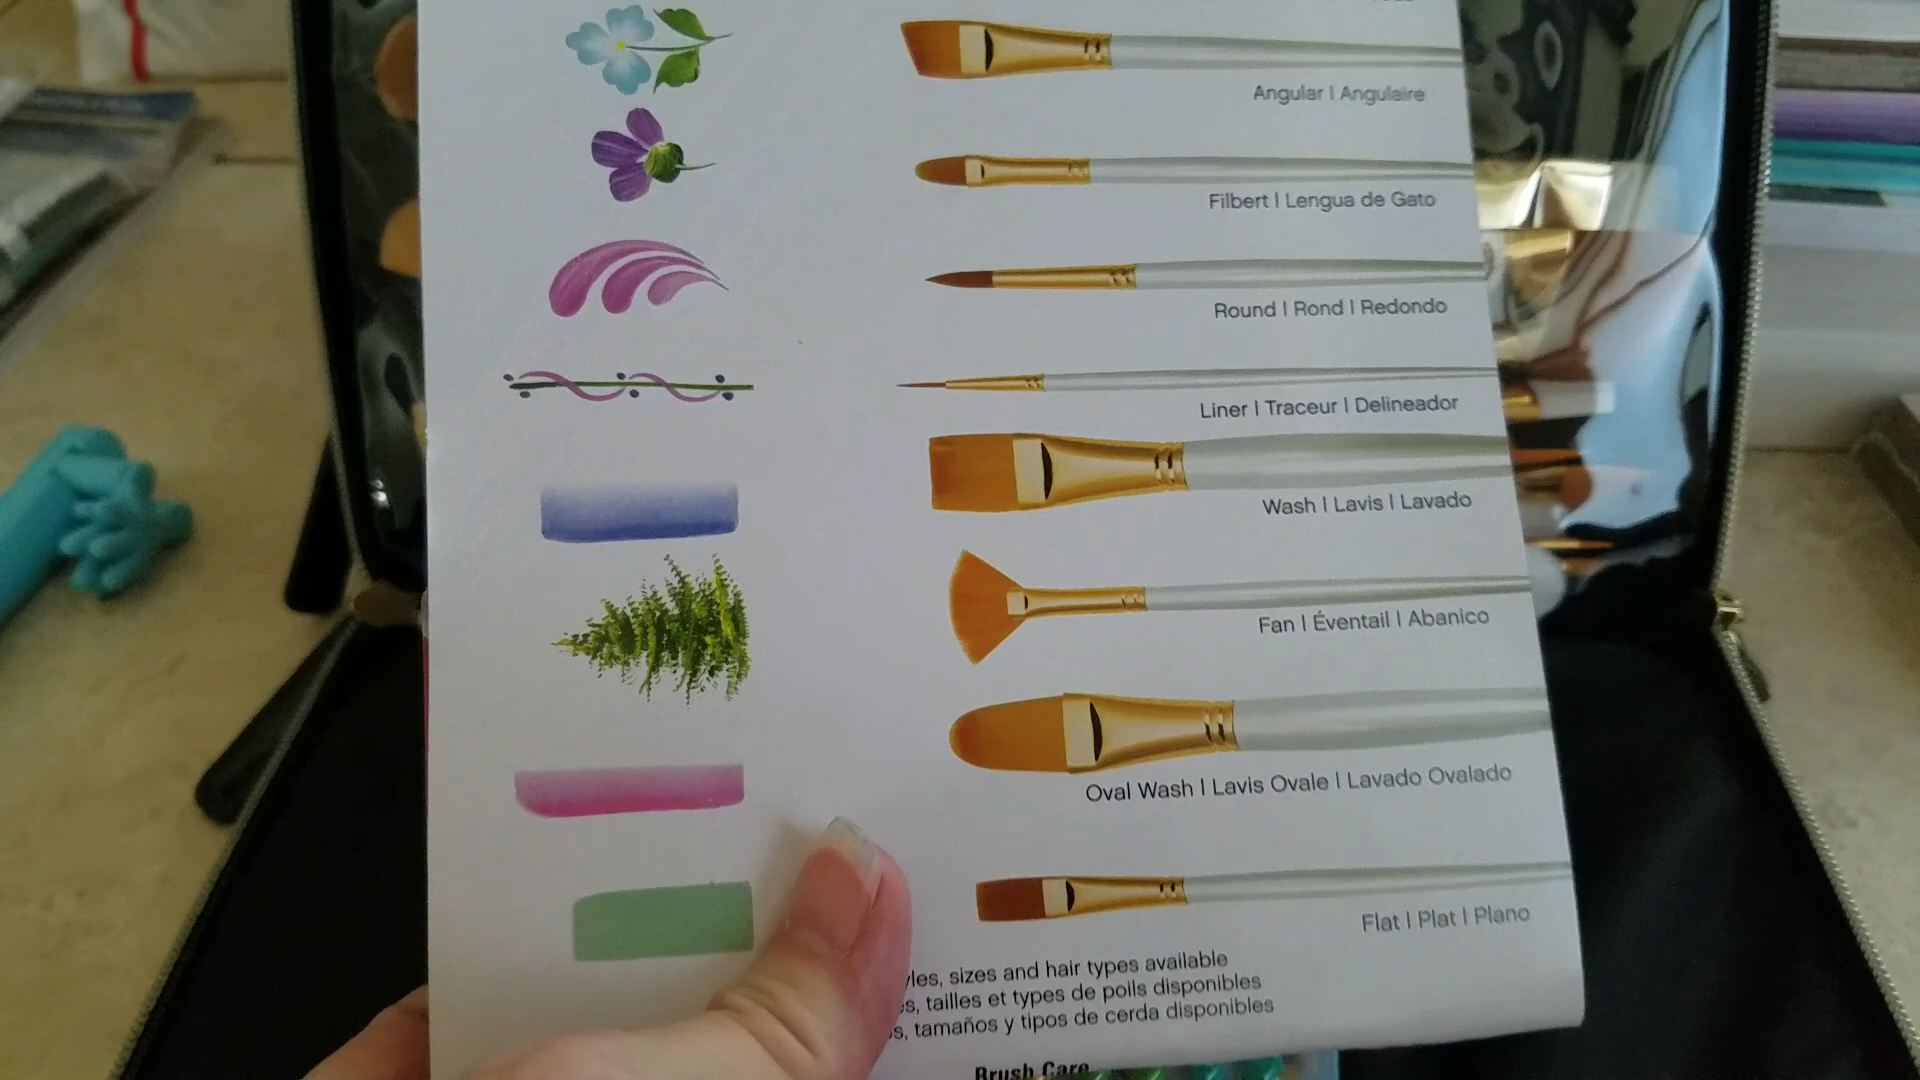 Angular | Angulaire
Filbert | Lengua de Gato
Round | Rond | Redondo
Liner | Traceur | Delineador
Wash | Lavis | Lavado
Fan | Éventail | Abanico
Oval Wash | Lavis Ovale | Lavado Ovalado
Flat | Plat | Plano
sizes and hair types available
tailles et types de poils disponibles
tamaños y tipos de cerda disponibles
Brush Care